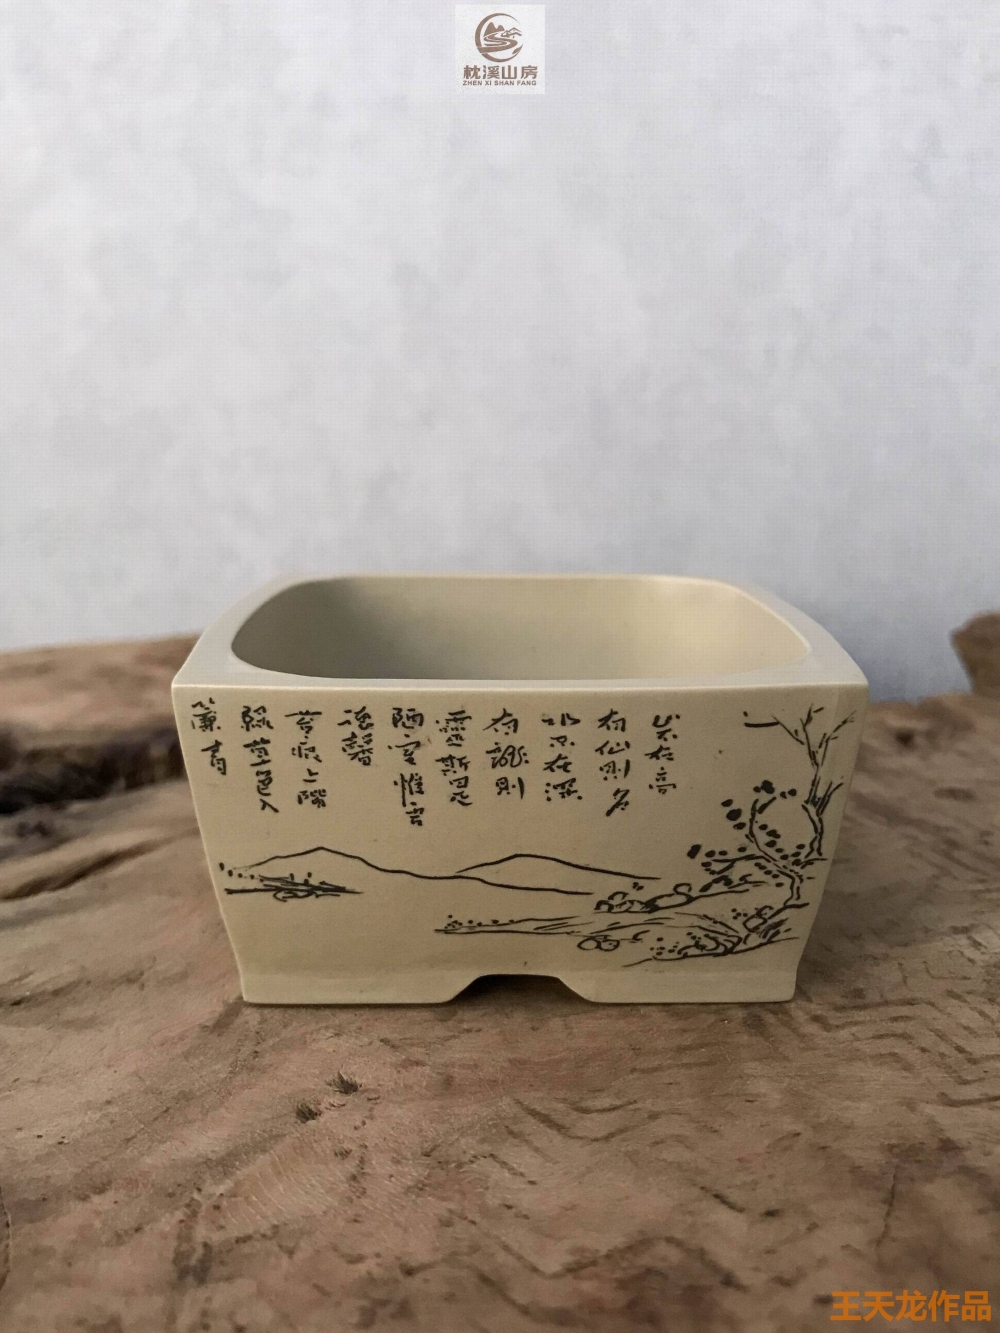 枕溪山房
ZHEN XI SHAN FANG
山不在高
有仙則名
水不在深
有龍則
靈斯是
陋室惟吾
德馨
苔痕上階
綠草色入
簾青
王天龙作品